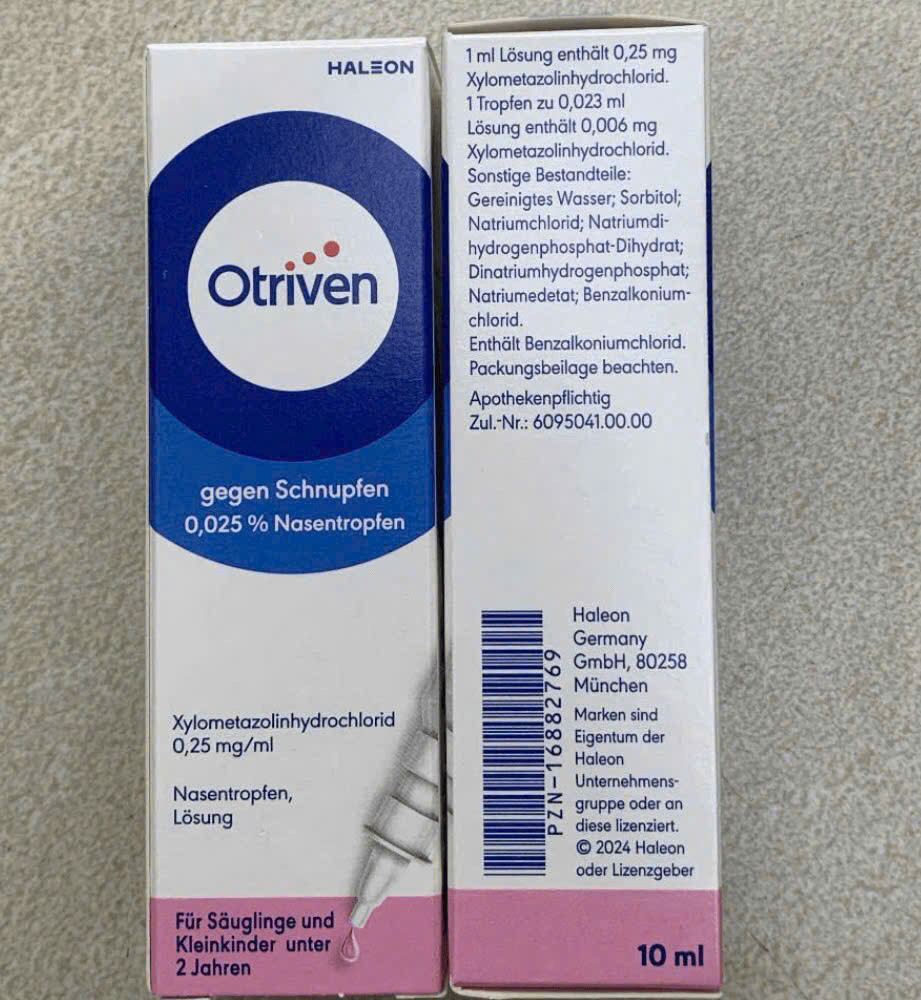 HALEON
Otriven
gegen Schnupfen
0,025 % Nasentropfen
Xylometazolinhydrochlorid
0,25 mg/ml
Nasentropfen,
Lösung
Für Säuglinge und
Kleinkinder unter
2 Jahren
1 ml Lösung enthält 0,25 mg
Xylometazolinhydrochlorid.
1 Tropfen zu 0,023 ml
Lösung enthält 0,006 mg
Xylometazolinhydrochlorid.
Sonstige Bestandteile:
Gereinigtes Wasser; Sorbitol;
Natriumchlorid; Natriumdi-
hydrogenphosphat-Dihydrat;
Dinatriumhydrogenphosphat;
Natriumedetat; Benzalkonium-
chlorid.
Enthält Benzalkoniumchlorid.
Packungsbeilage beachten.
Apothekenpflichtig
Zul.-Nr.: 6095041.00.00
PZN-16882769
Haleon
Germany
GmbH, 80258
München
Marken sind
Eigentum der
Haleon
Unternehmens-
gruppe oder an
diese lizenziert.
© 2024 Haleon
oder Lizenzgeber
10 ml